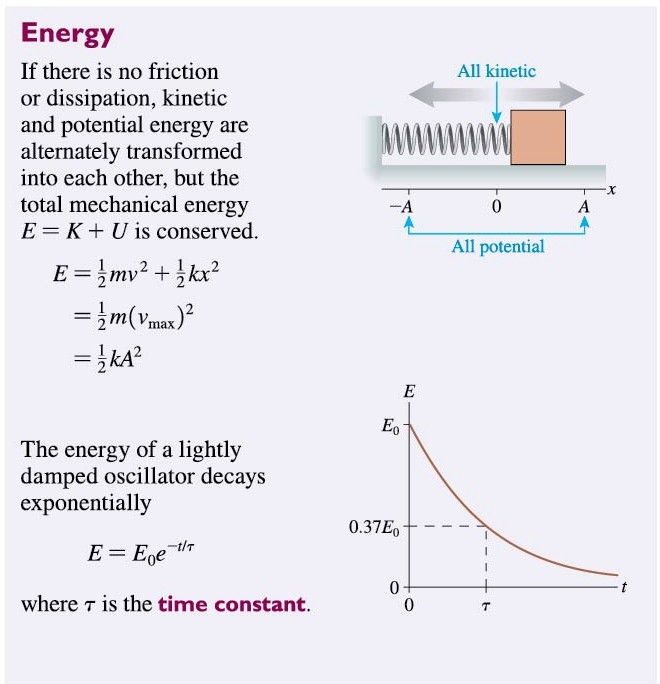 Energy
If there is no friction
or dissipation, kinetic
and potential energy are
alternately transformed
into each other, but the
total mechanical energy
E = K + U is conserved.
E = ½mv² + ½kx²
= ½m(vmax)²
= ½kA²
All kinetic
−A 0 A x
All potential
The energy of a lightly
damped oscillator decays
exponentially
E = E₀e^−t/τ
where τ is the time constant.
E
E₀
0.37E₀
0 t
0 τ